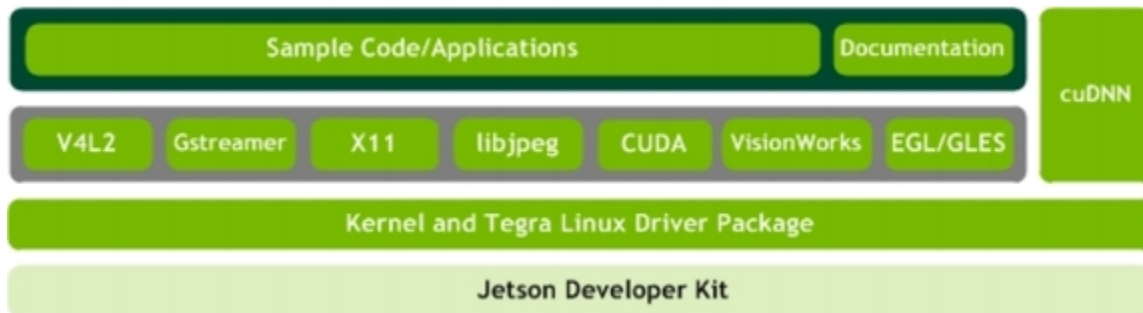 Sample Code/Applications
Documentation
cuDNN
V4L2
Gstreamer
X11
libjpeg
CUDA
VisionWorks
EGL/GLES
Kernel and Tegra Linux Driver Package
Jetson Developer Kit